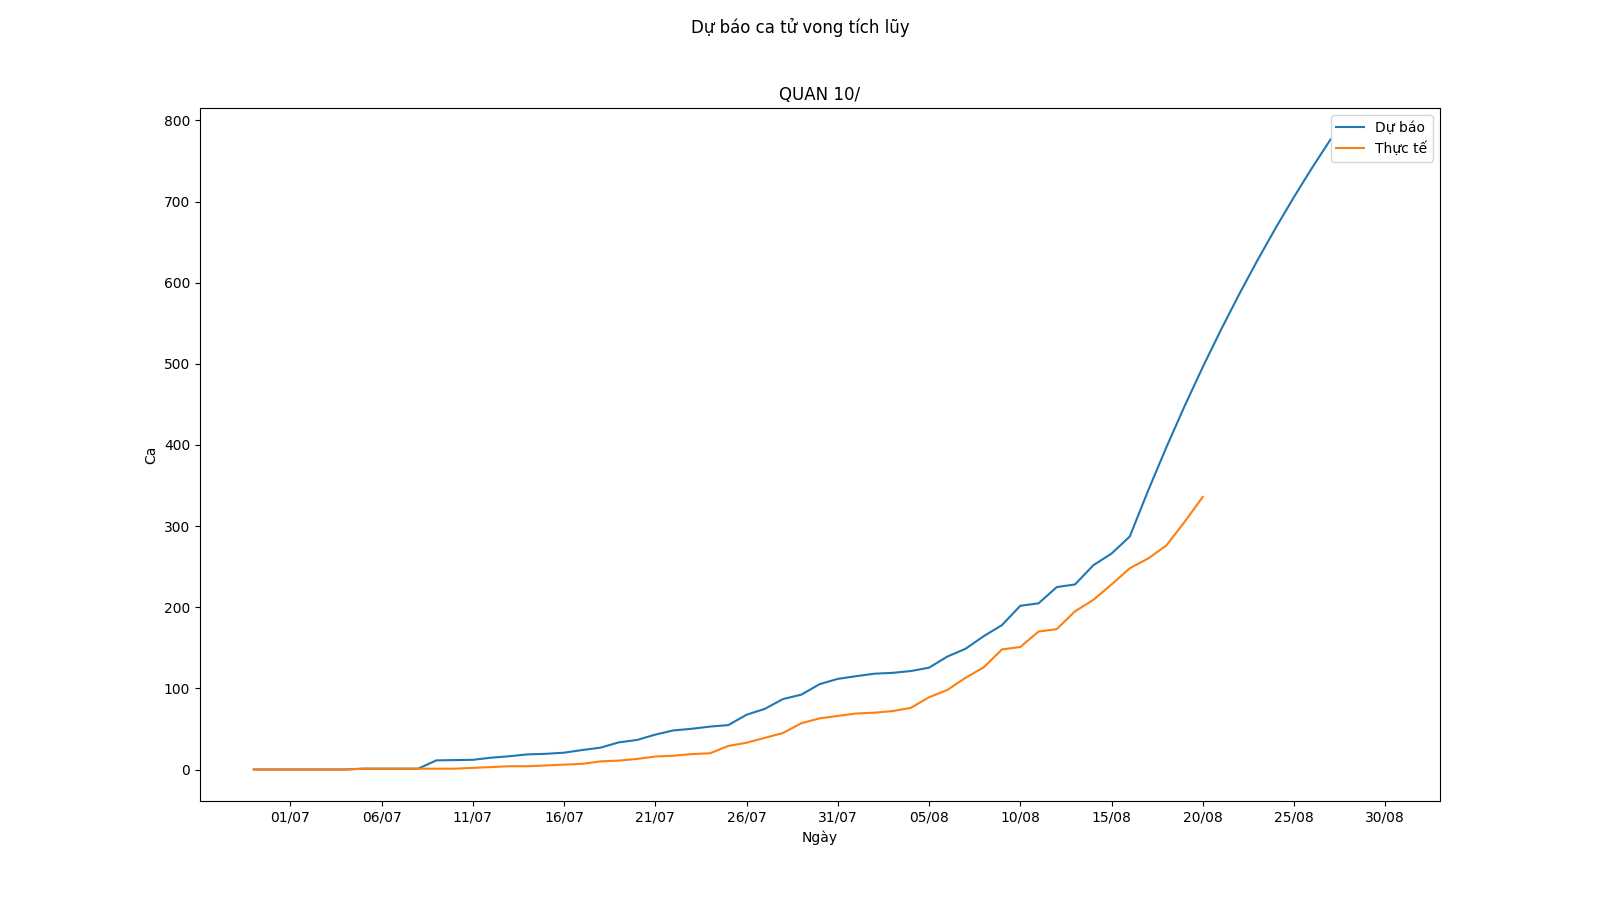 Dự báo ca tử vong tích lũy
QUAN 10/
800
700
600
500
400
300
200
100
0
Ca
Dự báo
Thực tế
01/07 06/07 11/07 16/07 21/07 26/07 31/07 05/08 10/08 15/08 20/08 25/08 30/08
Ngày